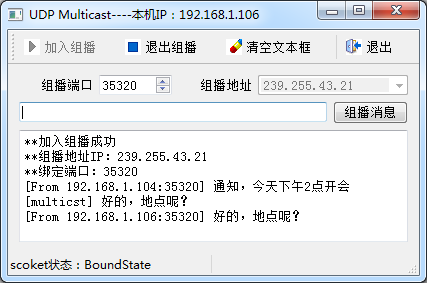 UDP Multicast----本机IP：192.168.1.106
加入组播 退出组播 清空文本框 退出
组播端口 35320 组播地址 239.255.43.21
组播消息
**加入组播成功
**组播地址IP：239.255.43.21
**绑定端口：35320
[From 192.168.1.104:35320] 通知，今天下午2点开会
[multicst] 好的，地点呢？
[From 192.168.1.106:35320] 好的，地点呢？
scoket状态：BoundState